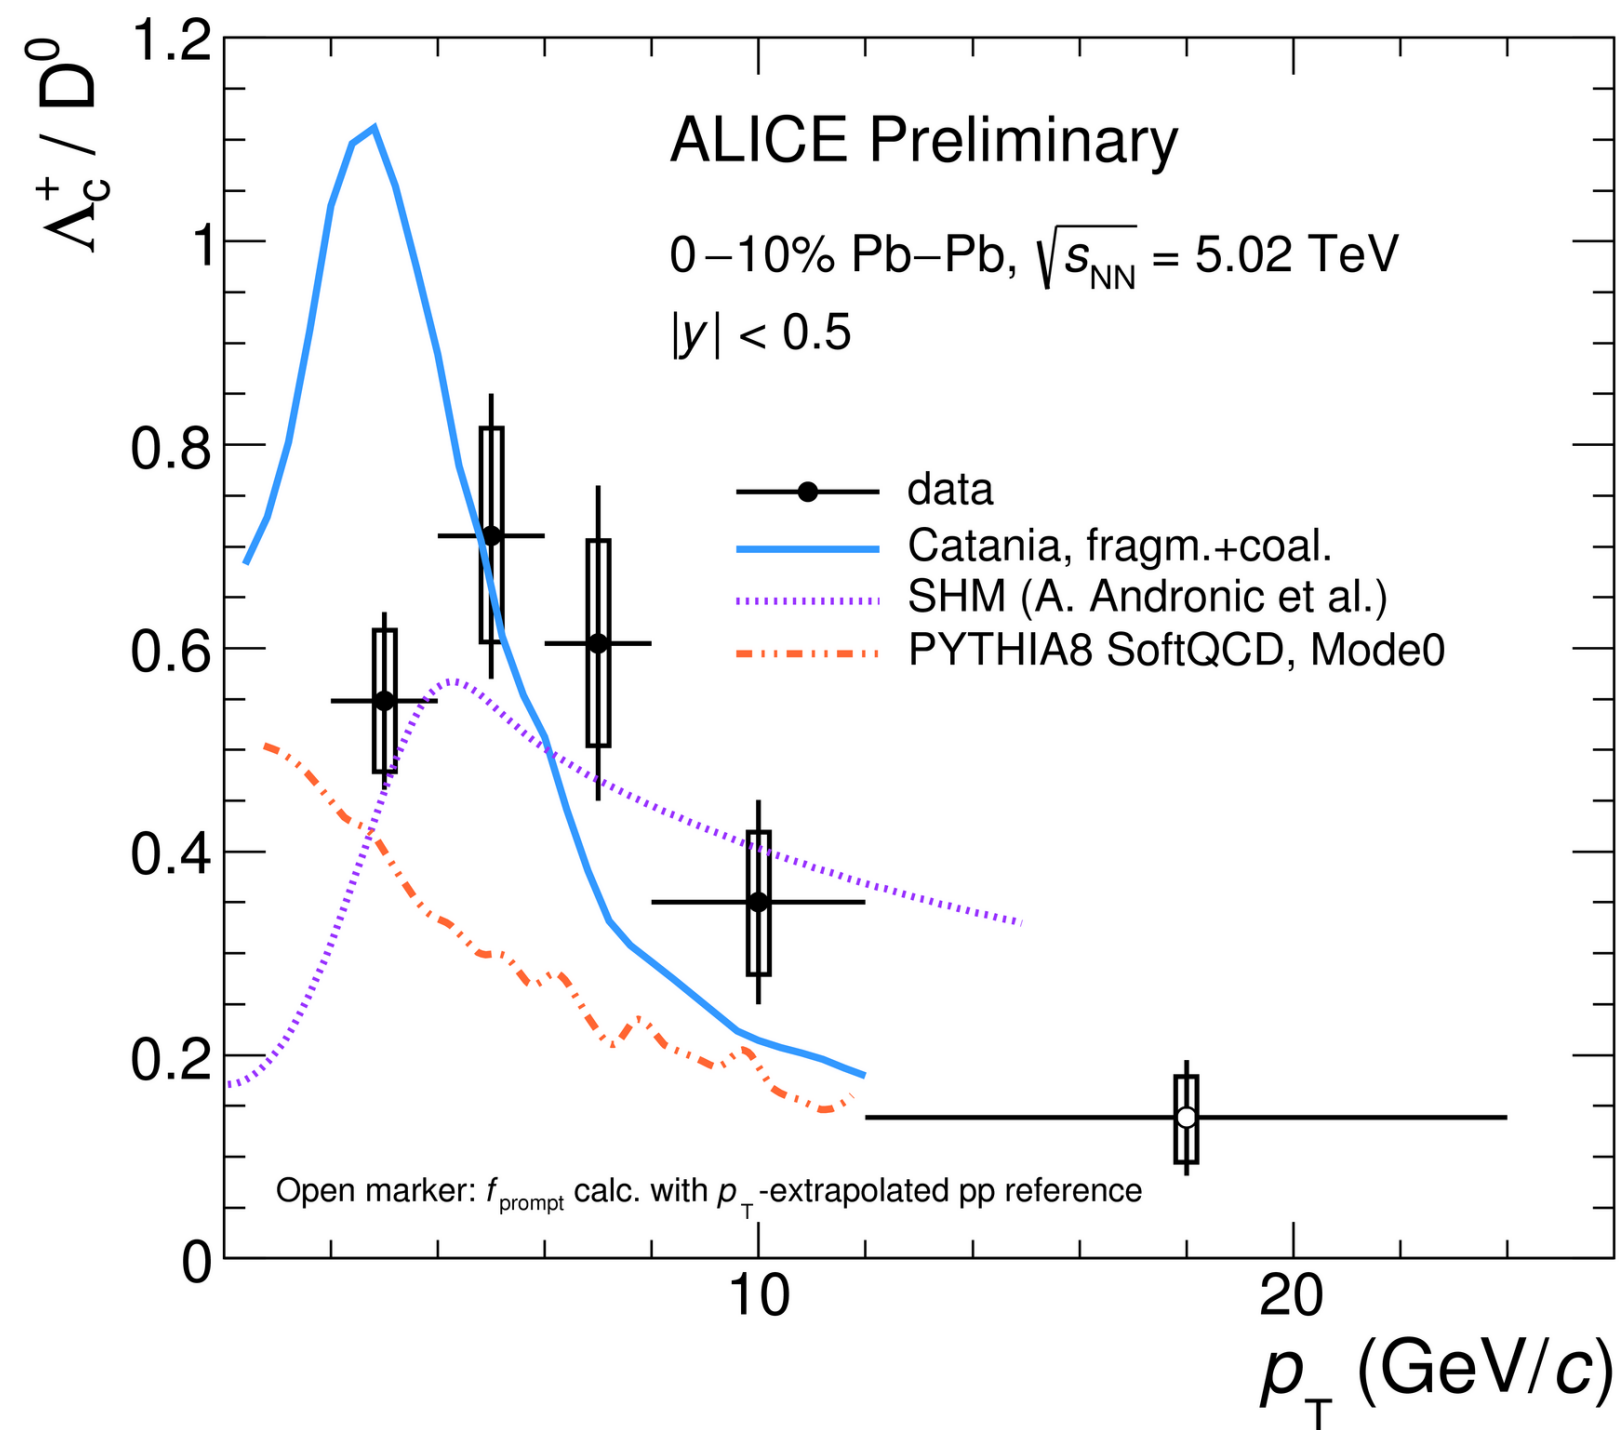 Λc+ / D0
1.2
1
0.8
0.6
0.4
0.2
0
ALICE Preliminary
0–10% Pb–Pb, √sNN = 5.02 TeV
|y| < 0.5
data
Catania, fragm.+coal.
SHM (A. Andronic et al.)
PYTHIA8 SoftQCD, Mode0
Open marker: fprompt calc. with pT-extrapolated pp reference
10
20
pT (GeV/c)